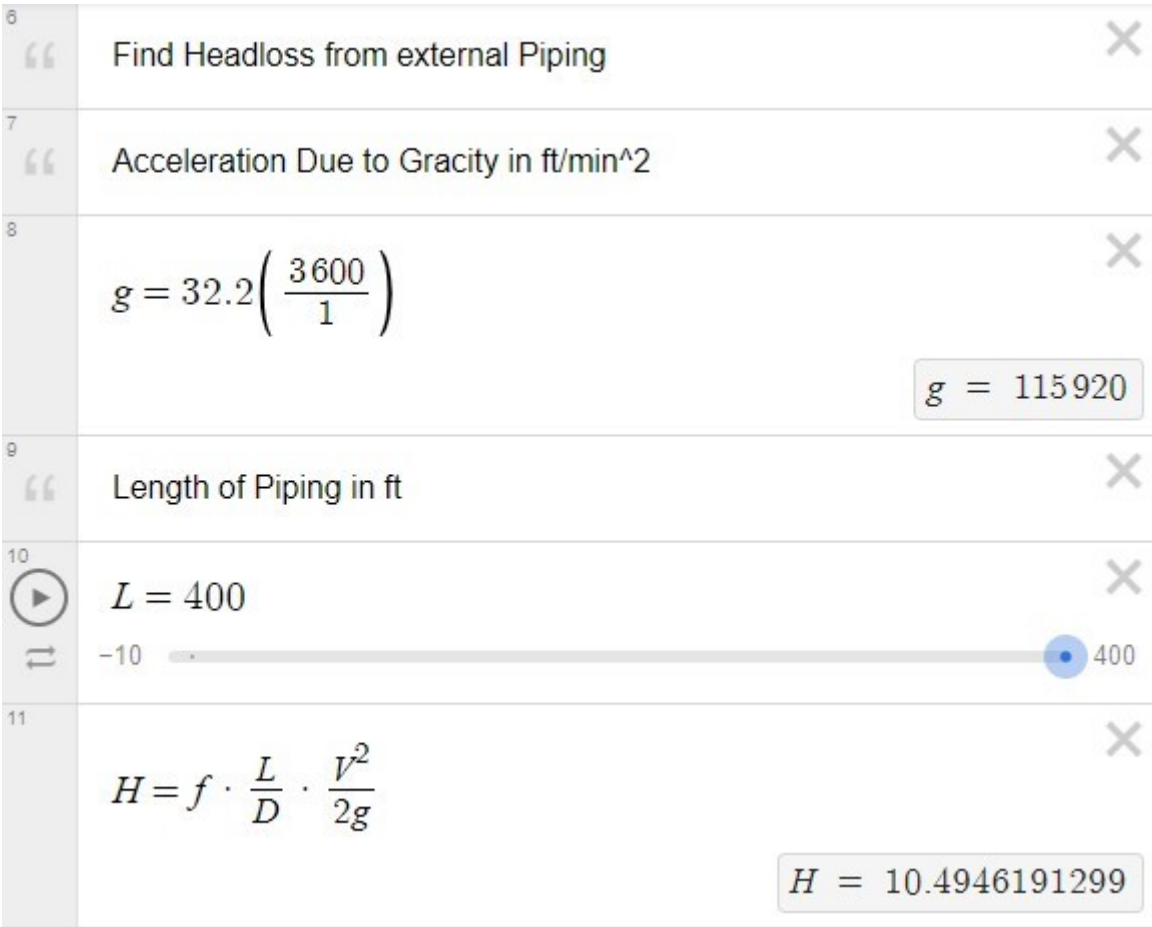 6
Find Headloss from external Piping
7
Acceleration Due to Gracity in ft/min^2
8
g = 32.2(3600/1)
g = 115920
9
Length of Piping in ft
10
L = 400
−10 400
11
H = f · L/D · V²/2g
H = 10.4946191299